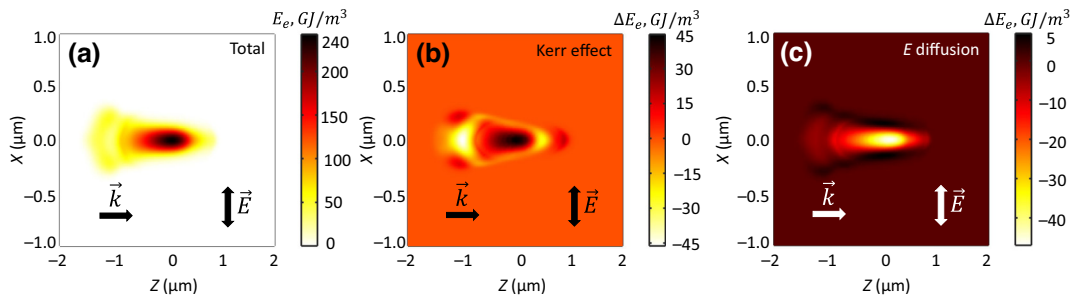 E_e, GJ/m³
ΔE_e, GJ/m³
ΔE_e, GJ/m³
(a)
Total
1.0
0.5
0.0
−0.5
−1.0
X (μm)
k⃗
E⃗
−2
−1
0
1
2
Z (μm)
240
200
150
100
50
0
(b)
Kerr effect
1.0
0.5
0.0
−0.5
−1.0
X (μm)
k⃗
E⃗
−2
−1
0
1
2
Z (μm)
45
30
15
0
−15
−30
−45
(c)
E diffusion
1.0
0.5
0.0
−0.5
−1.0
X (μm)
k⃗
E⃗
−2
−1
0
1
2
Z (μm)
5
0
−10
−20
−30
−40